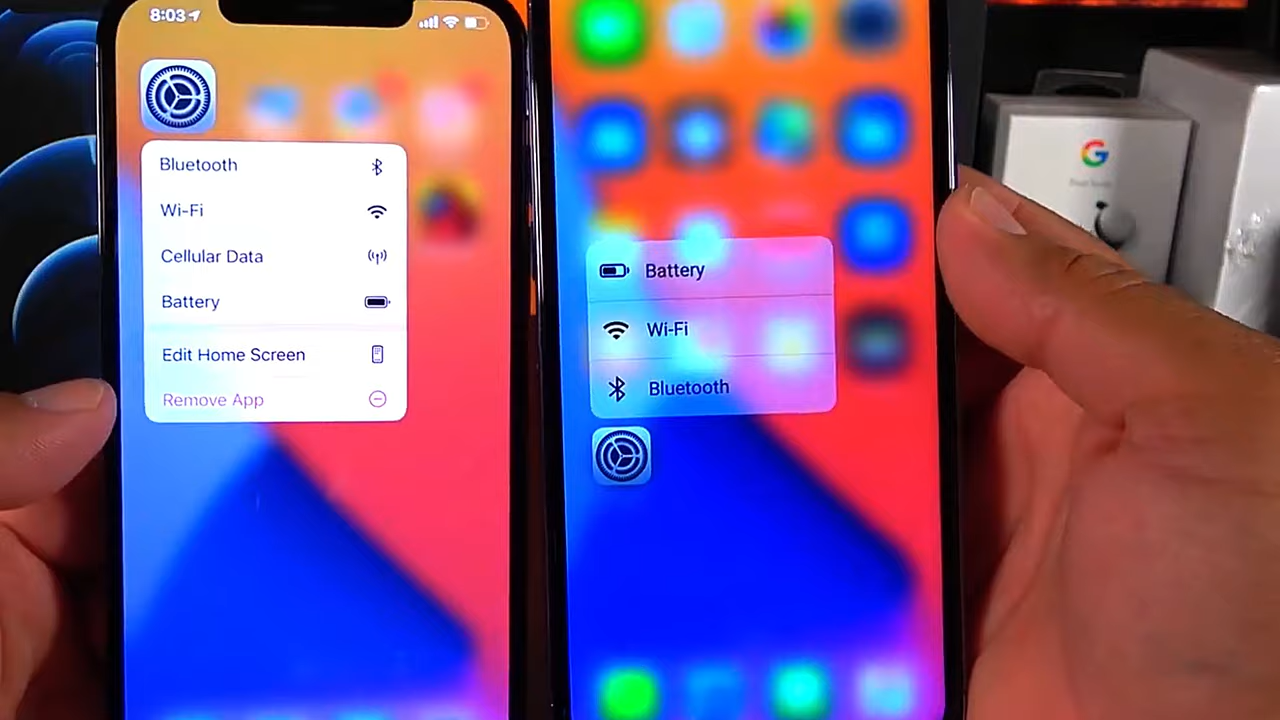 8:03
Bluetooth
Wi-Fi
Cellular Data
Battery
Edit Home Screen
Remove App
Battery
Wi-Fi
Bluetooth
G